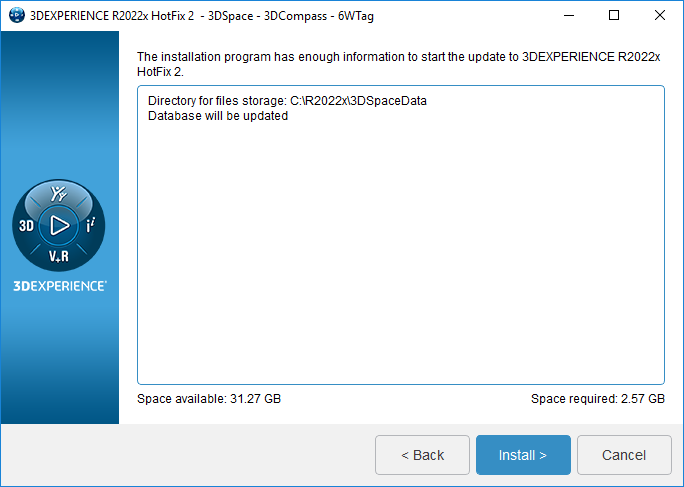 3DEXPERIENCE R2022x HotFix 2  - 3DSpace - 3DCompass - 6WTag
The installation program has enough information to start the update to 3DEXPERIENCE R2022x
HotFix 2.
Directory for files storage: C:\R2022x\3DSpaceData
Database will be updated
3D
i²
V+R
3DEXPERIENCE
Space available: 31.27 GB
Space required: 2.57 GB
< Back
Install >
Cancel